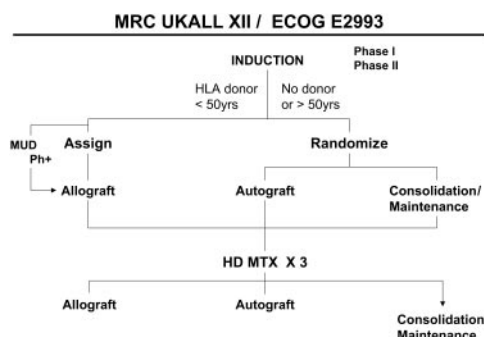 MRC UKALL XII / ECOG E2993
Phase I
Phase II
INDUCTION
HLA donor
< 50yrs
No donor
or > 50yrs
MUD
Ph+
Assign
Randomize
Allograft
Autograft
Consolidation/
Maintenance
HD MTX X 3
Allograft
Autograft
Consolidation
Maintenance